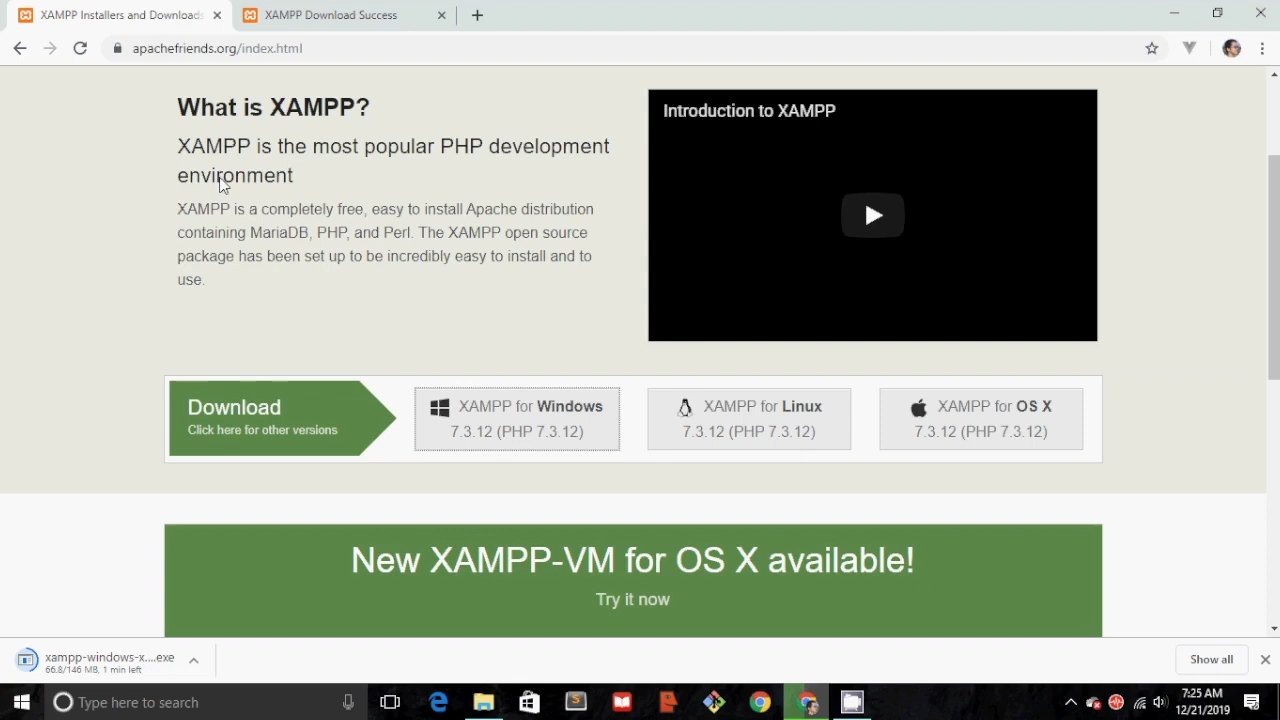 XAMPP Installers and Downloads
XAMPP Download Success
apachefriends.org/index.html
What is XAMPP?
XAMPP is the most popular PHP development
environment
XAMPP is a completely free, easy to install Apache distribution
containing MariaDB, PHP, and Perl. The XAMPP open source
package has been set up to be incredibly easy to install and to
use.
Introduction to XAMPP
Download
Click here for other versions
XAMPP for Windows
7.3.12 (PHP 7.3.12)
XAMPP for Linux
7.3.12 (PHP 7.3.12)
XAMPP for OS X
7.3.12 (PHP 7.3.12)
New XAMPP-VM for OS X available!
Try it now
xampp-windows-x....exe
66.8/146 MB, 1 min left
Show all
Type here to search
7:25 AM
12/21/2019